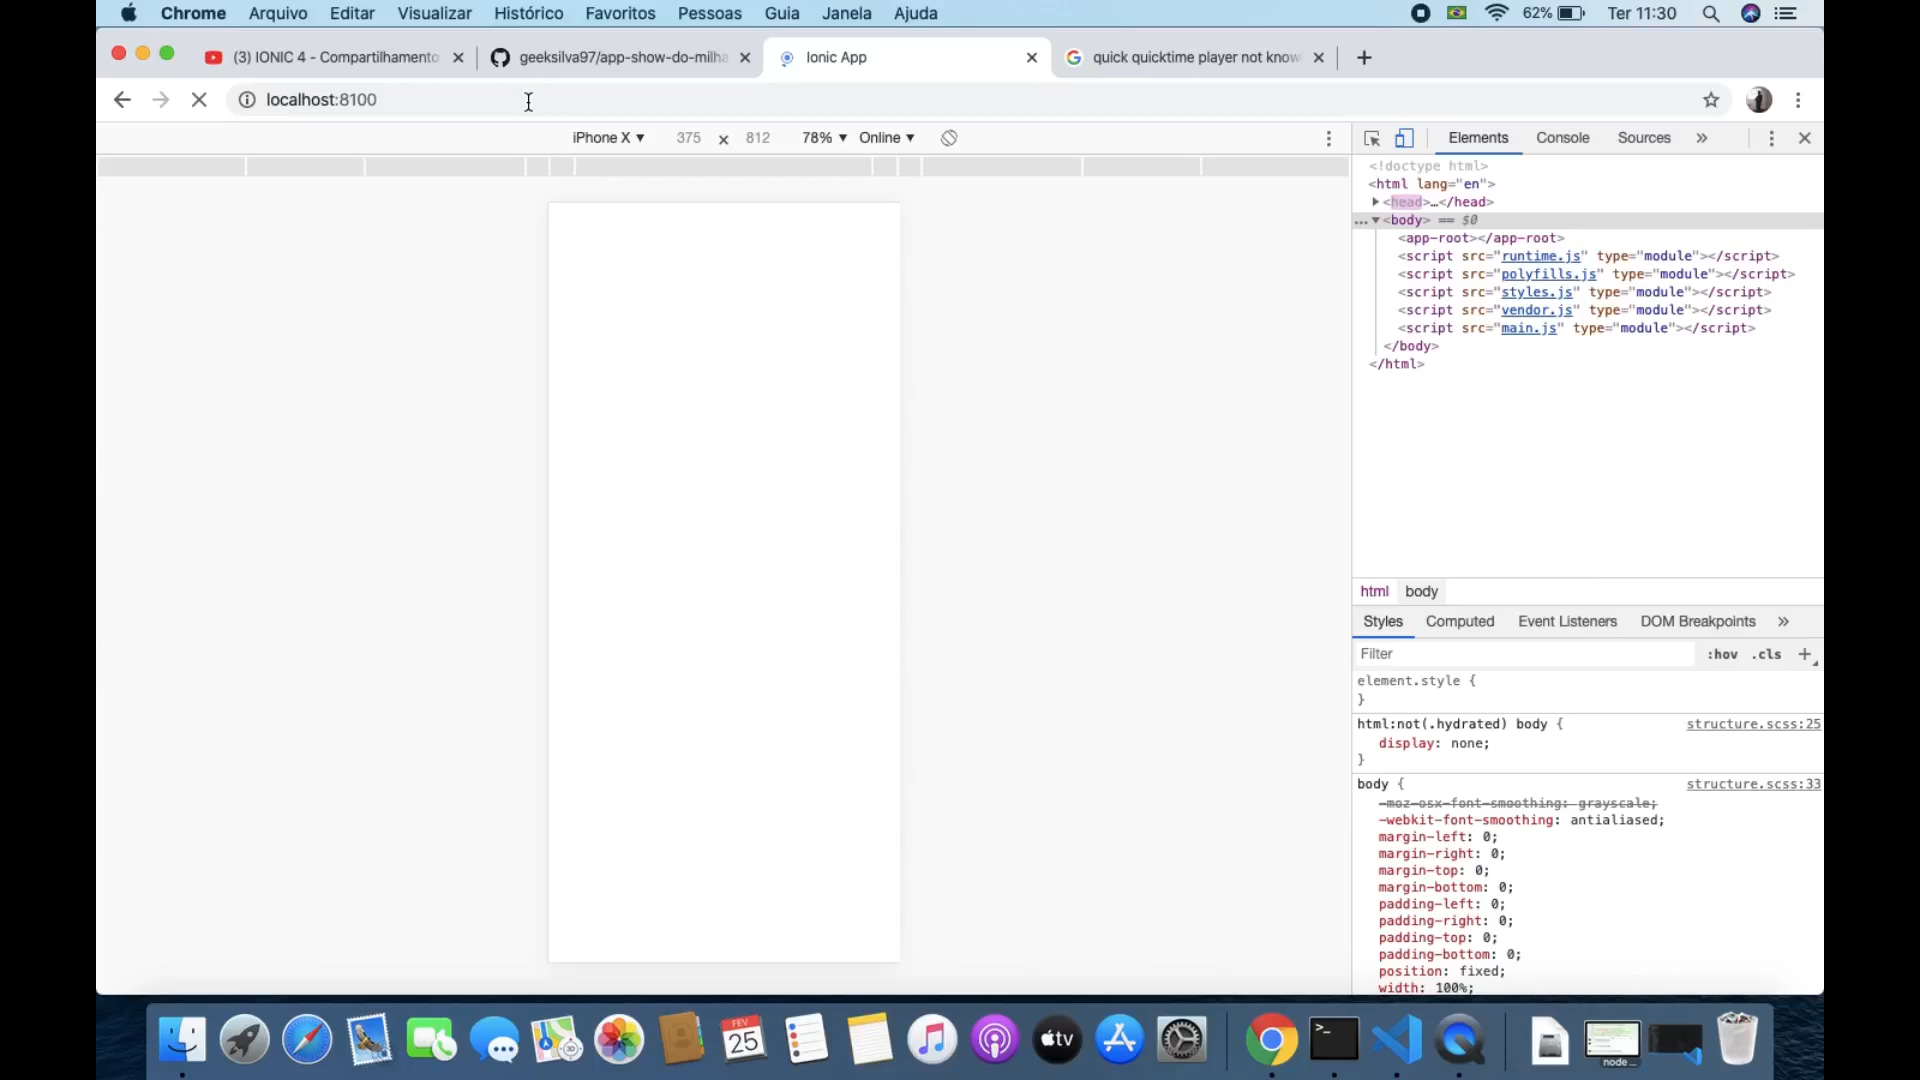 Chrome Arquivo Editar Visualizar Histórico Favoritos Pessoas Guia Janela Ajuda 62% Ter 11:30
(3) IONIC 4 - Compartilhamento geeksilva97/app-show-do-milha Ionic App quick quicktime player not know
localhost:8100
iPhone X 375 x 812 78% Online Elements Console Sources »
<!doctype html>
<html lang="en">
<head>…</head>
… <body> == $0
<app-root></app-root>
<script src="runtime.js" type="module"></script>
<script src="polyfills.js" type="module"></script>
<script src="styles.js" type="module"></script>
<script src="vendor.js" type="module"></script>
<script src="main.js" type="module"></script>
</body>
</html>
html body
Styles Computed Event Listeners DOM Breakpoints »
Filter :hov .cls +
element.style {
}
html:not(.hydrated) body { structure.scss:25
display: none;
}
body { structure.scss:33
-moz-osx-font-smoothing: grayscale;
-webkit-font-smoothing: antialiased;
margin-left: 0;
margin-right: 0;
margin-top: 0;
margin-bottom: 0;
padding-left: 0;
padding-right: 0;
padding-top: 0;
padding-bottom: 0;
position: fixed;
width: 100%;
FEV
25
tv
>_
node...